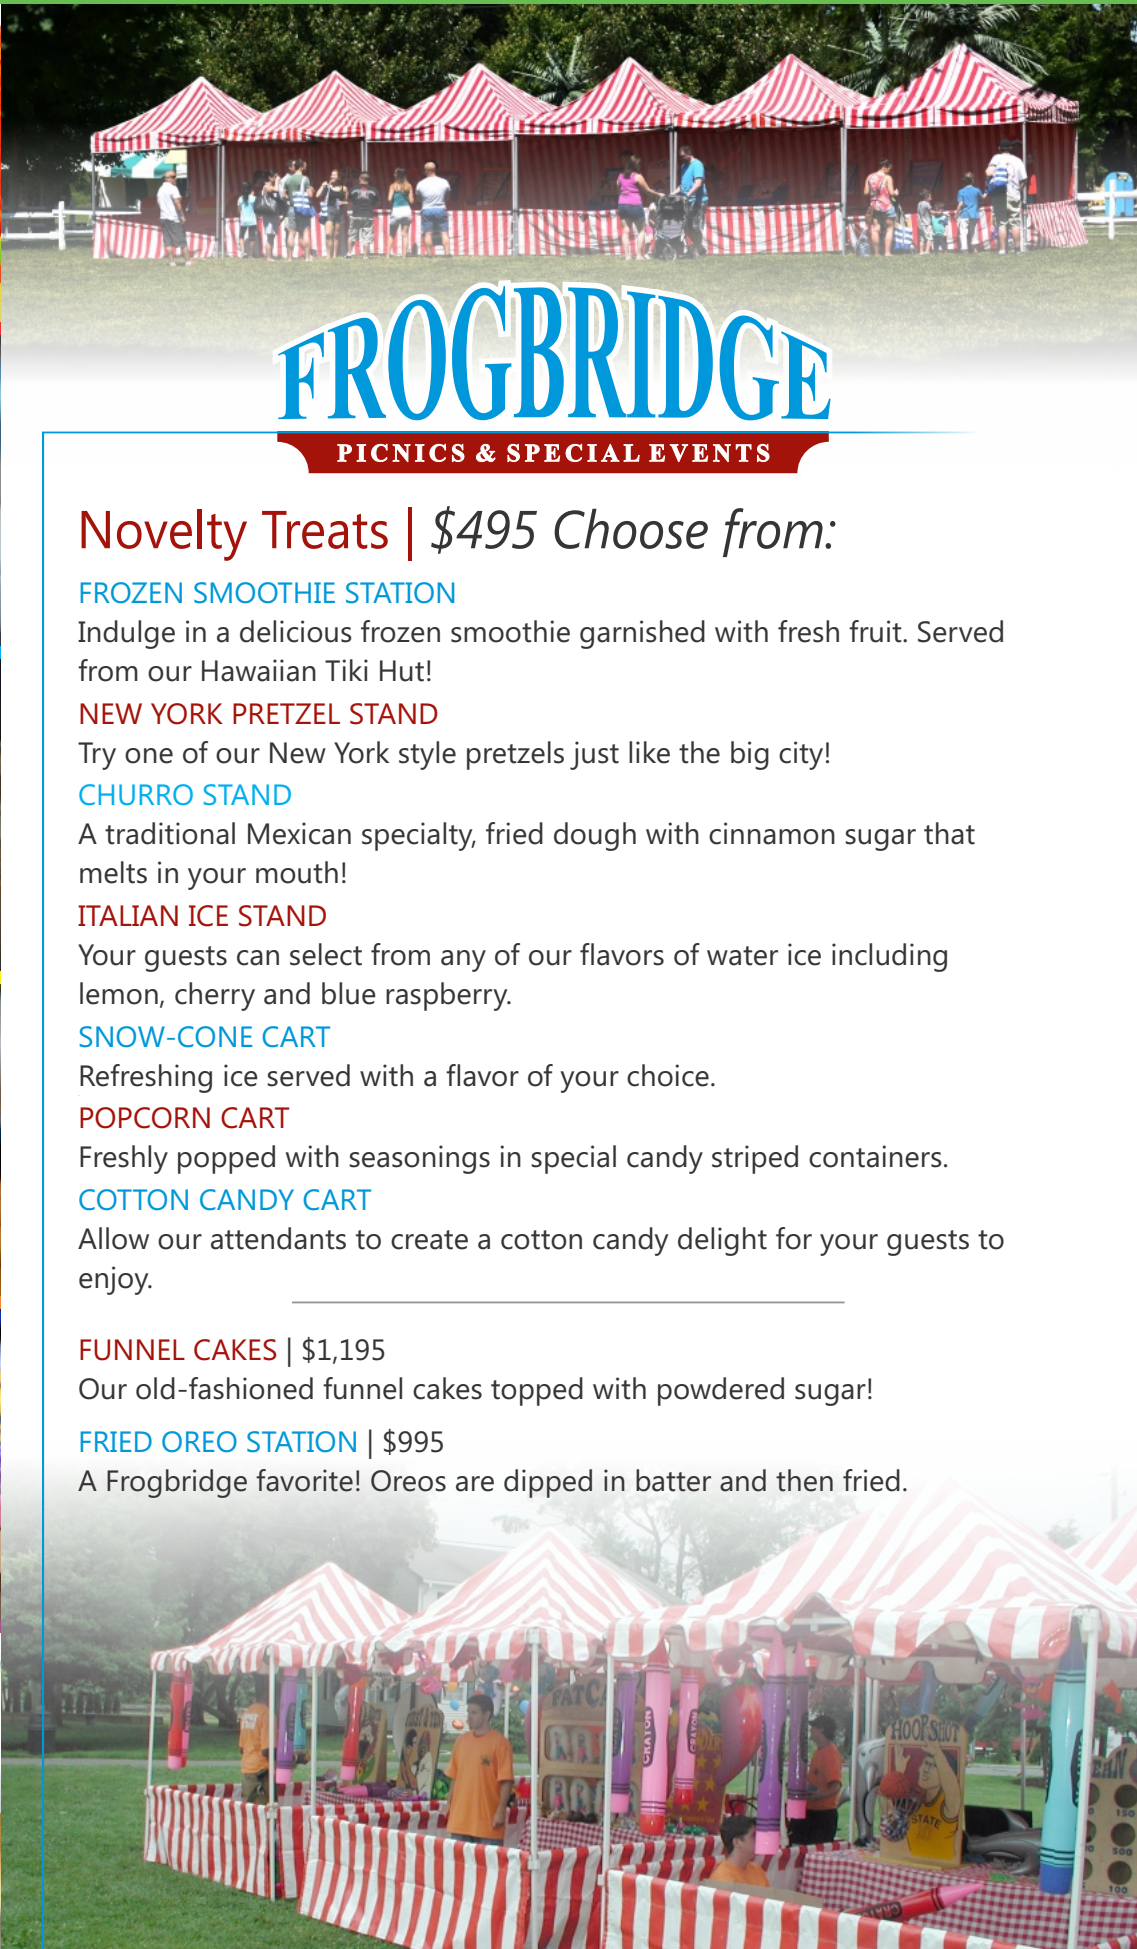 FROGBRIDGE
PICNICS & SPECIAL EVENTS
Novelty Treats | $495 Choose from:
FROZEN SMOOTHIE STATION
Indulge in a delicious frozen smoothie garnished with fresh fruit. Served
from our Hawaiian Tiki Hut!
NEW YORK PRETZEL STAND
Try one of our New York style pretzels just like the big city!
CHURRO STAND
A traditional Mexican specialty, fried dough with cinnamon sugar that
melts in your mouth!
ITALIAN ICE STAND
Your guests can select from any of our flavors of water ice including
lemon, cherry and blue raspberry.
SNOW-CONE CART
Refreshing ice served with a flavor of your choice.
POPCORN CART
Freshly popped with seasonings in special candy striped containers.
COTTON CANDY CART
Allow our attendants to create a cotton candy delight for your guests to
enjoy.
FUNNEL CAKES | $1,195
Our old-fashioned funnel cakes topped with powdered sugar!
FRIED OREO STATION | $995
A Frogbridge favorite! Oreos are dipped in batter and then fried.
CRAYON
CRAYON
HOOP SHOT
STATE
150
500
100